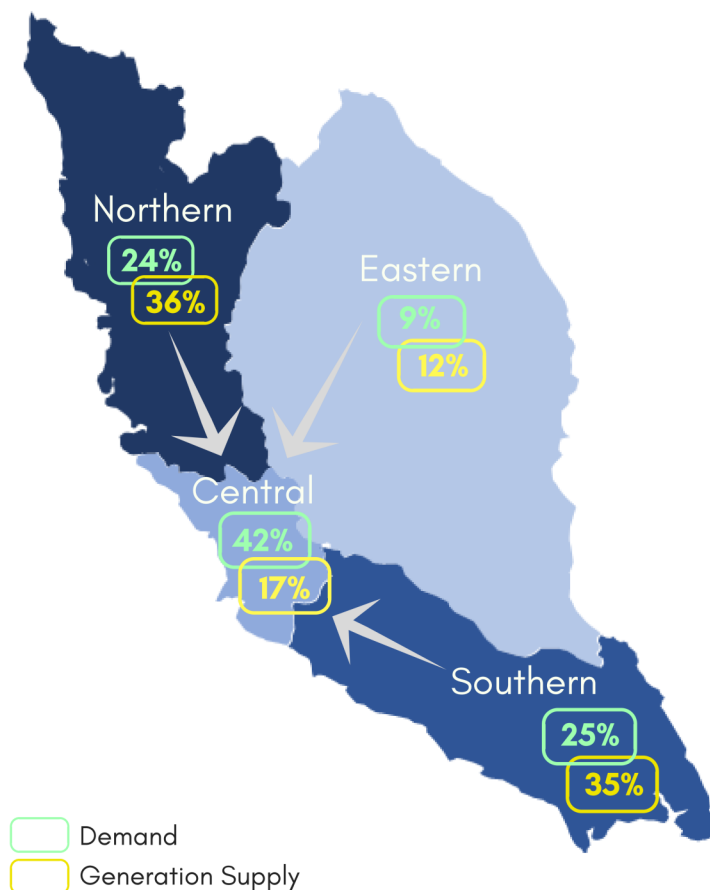 Northern
24%
36%
Eastern
9%
12%
Central
42%
17%
Southern
25%
35%
Demand
Generation Supply